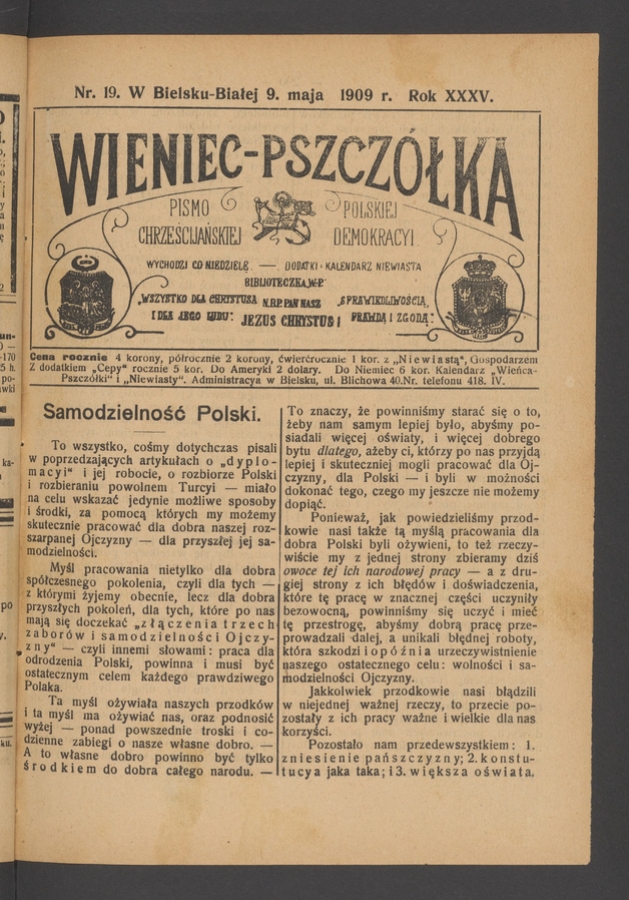 Nr. 19. W Bielsku-Białej 9. maja 1909 r. Rok XXXV.
WIENIEC-PSZCZÓŁKA
PISMO POLSKIEJ
CHRZEŚCIJAŃSKIEJ DEMOKRACYI
WYCHODZI CO NIEDZIELĘ — DODATKI: KALENDARZ NIEWIASTA
BIBLIOTECZKA W-P
„WSZYSTKO DLA CHRYSTUSA N.B.P. PAN NASZ „SPRAWIEDLIWOŚCIĄ,
I DLA JEGO LUDU". JEZUS CHRYSTUS! PRAWDĄ I ZGODĄ."
Cena rocznie 4 korony, półrocznie 2 korony, ćwierćrocznie 1 kor. z „Niewiastą", Gospodarzem
Z dodatkiem „Cepy" rocznie 5 kor. Do Ameryki 2 dolary. Do Niemiec 6 kor. Kalendarz „Wieńca-
Pszczółki" i „Niewiasty". Administracya w Bielsku, ul. Blichowa 40. Nr. telefonu 418. IV.
Samodzielność Polski.
To wszystko, cośmy dotychczas pisali
w poprzedzających artykułach o „dyplo-
macyi" i jej robocie, o rozbiorze Polski
i rozbieraniu powolnem Turcyi — miało
na celu wskazać jedynie możliwe sposoby
i środki, za pomocą których my możemy
skutecznie pracować dla dobra naszej roz-
szarpanej Ojczyzny — dla przyszłej jej sa-
modzielności.
Myśl pracowania nietylko dla dobra
spółczesnego pokolenia, czyli dla tych —
z którymi żyjemy obecnie, lecz dla dobra
przyszłych pokoleń, dla tych, które po nas
mają się doczekać „złączenia trzech
zaborów i samodzielności Ojczy-
zny" — czyli innemi słowami: praca dla
odrodzenia Polski, powinna i musi być
ostatecznym celem każdego prawdziwego
Polaka.
Ta myśl ożywiała naszych przodków
i ta myśl ma ożywiać nas, oraz podnosić
wyżej — ponad powszednie troski i co-
dzienne zabiegi o nasze własne dobro. —
A to własne dobro powinno być tylko
środkiem do dobra całego narodu. —
To znaczy, że powinniśmy starać się o to,
żeby nam samym lepiej było, abyśmy po-
siadali więcej oświaty, i więcej dobrego
bytu dlatego, ażeby ci, którzy po nas przyjdą
lepiej i skuteczniej mogli pracować dla Oj-
czyzny, dla Polski — i byli w możności
dokonać tego, czego my jeszcze nie możemy
dopiąć.
Ponieważ, jak powiedzieliśmy przod-
kowie nasi także tą myślą pracowania dla
dobra Polski byli ożywieni, to też rzeczy-
wiście my z jednej strony zbieramy dziś
owoce tej ich narodowej pracy — a z dru-
giej strony z ich błędów i doświadczenia,
które tę pracę w znacznej części uczyniły
bezowocną, powinniśmy się uczyć i mieć
tę przestrogę, abyśmy dobrą pracę prze-
prowadzali dalej, a unikali błędnej roboty,
która szkodzi i opóźnia urzeczywistnienie
naszego ostatecznego celu: wolności i sa-
modzielności Ojczyzny.
Jakkolwiek przodkowie nasi błądzili
w niejednej ważnej rzeczy, to przecie po-
zostały z ich pracy ważne i wielkie dla nas
korzyści.
Pozostało nam przedewszystkiem: 1.
zniesienie pańszczyzny; 2. konstu-
tucya jaka taka; i 3. większa oświata.